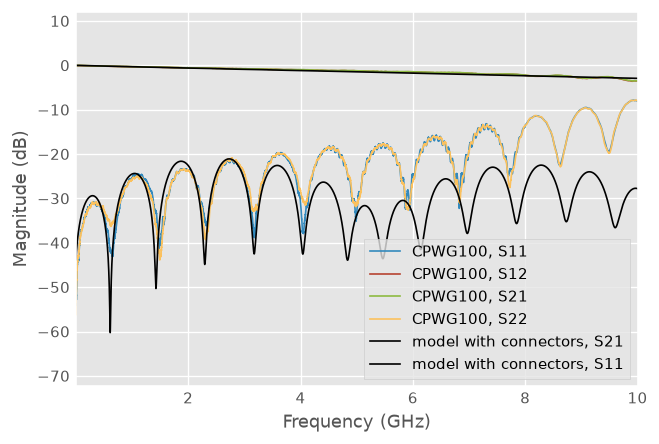 10
0
−10
−20
−30
−40
−50
−60
−70
Magnitude (dB)
CPWG100, S11
CPWG100, S12
CPWG100, S21
CPWG100, S22
model with connectors, S21
model with connectors, S11
2 4 6 8 10
Frequency (GHz)